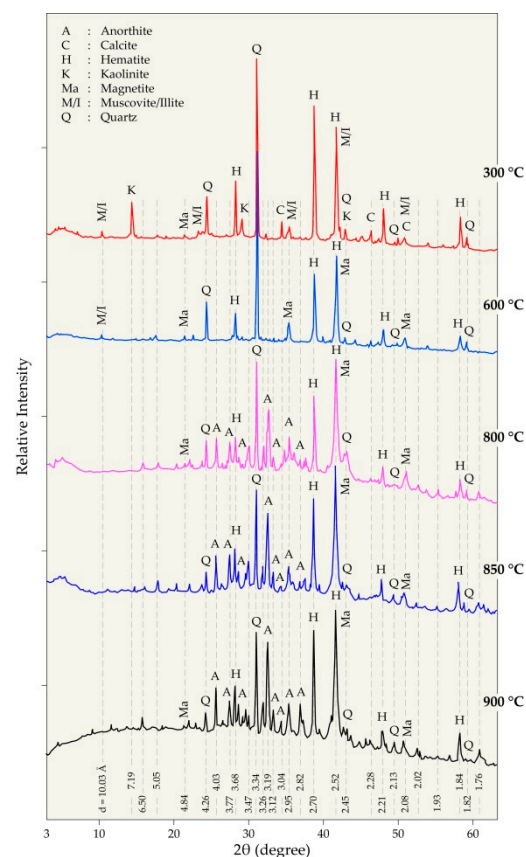 A : Anorthite
C : Calcite
H : Hematite
K : Kaolinite
Ma : Magnetite
M/I : Muscovite/Illite
Q : Quartz
Relative Intensity
M/I K Ma M/I Q H K Q C M/I H H M/I Q K C H Q M/I C H Q
300 °C
M/I Ma Q H Ma H H Ma Q H Q Ma H Q
600 °C
Ma Q A A H A Q A A A A H H Ma Q H Q Ma H Q
800 °C
Ma Q A A H A A Q A A A A A H H Ma Q H Q Ma H Q
850 °C
Ma Q A A H A A Q A A A A A H H Ma Q H Q Ma H Q
900 °C
d = 10.03 Å 7.19 6.50 5.05 4.84 4.26 4.03 3.77 3.68 3.47 3.34 3.26 3.19 3.12 3.04 2.95 2.82 2.70 2.52 2.45 2.28 2.21 2.13 2.08 2.02 1.93 1.84 1.82 1.76
3 10 20 30 40 50 60
2θ (degree)